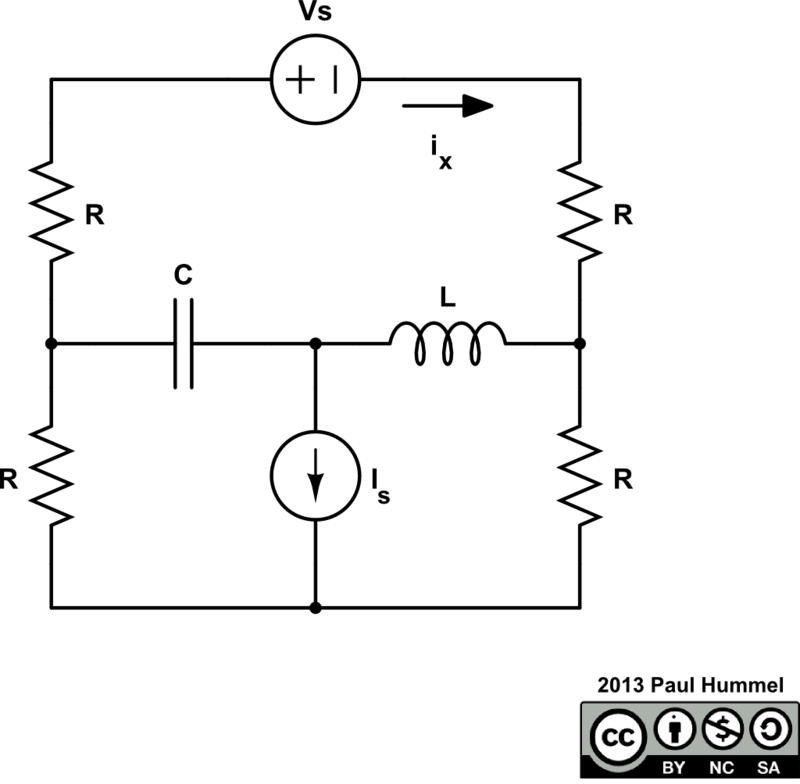 Vs
+ −
i_x
R
R
C
L
R
I_s
R
2013 Paul Hummel
cc
$
BY NC SA